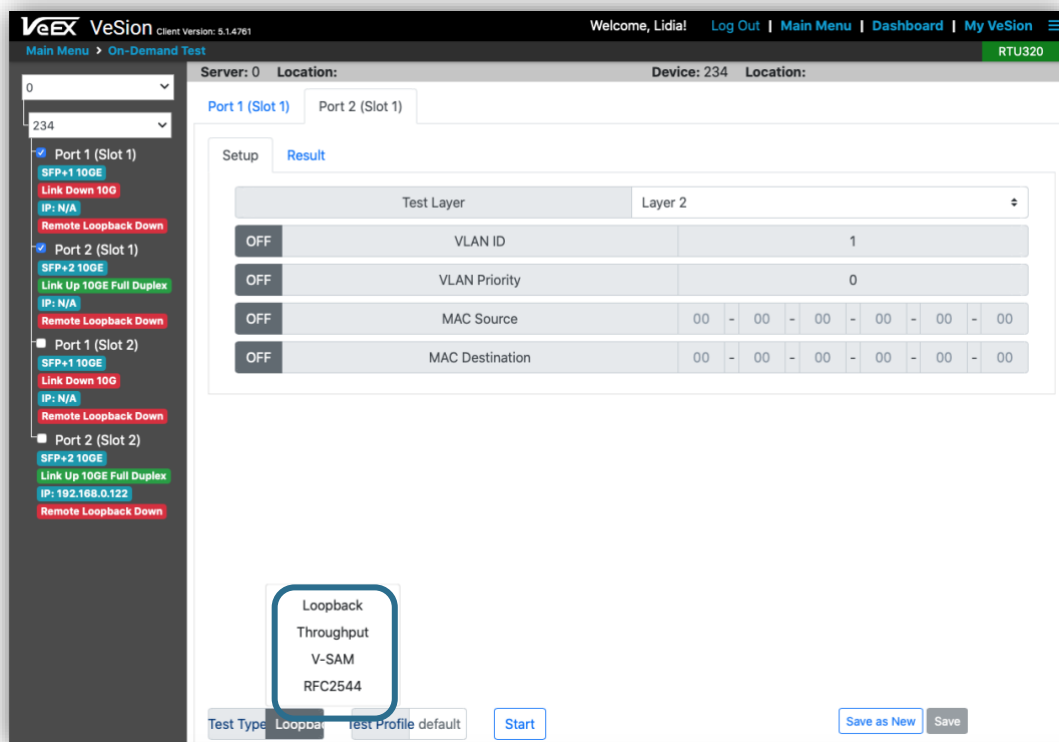 VeEX VeSion Client Version: 5.1.4761 Welcome, Lidia! Log Out | Main Menu | Dashboard | My VeSion
Main Menu > On-Demand Test RTU320
Server: 0 Location: Device: 234 Location:
0
234
Port 1 (Slot 1)
SFP+1 10GE
Link Down 10G
IP: N/A
Remote Loopback Down
Port 2 (Slot 1)
SFP+2 10GE
Link Up 10GE Full Duplex
IP: N/A
Remote Loopback Down
Port 1 (Slot 2)
SFP+1 10GE
Link Down 10G
IP: N/A
Remote Loopback Down
Port 2 (Slot 2)
SFP+2 10GE
Link Up 10GE Full Duplex
IP: 192.168.0.122
Remote Loopback Down
Port 1 (Slot 1) Port 2 (Slot 1)
Setup Result
Test Layer Layer 2
OFF VLAN ID 1
OFF VLAN Priority 0
OFF MAC Source 00 - 00 - 00 - 00 - 00 - 00
OFF MAC Destination 00 - 00 - 00 - 00 - 00 - 00
Loopback
Throughput
V-SAM
RFC2544
Test Type Loopbac Test Profile default Start Save as New Save